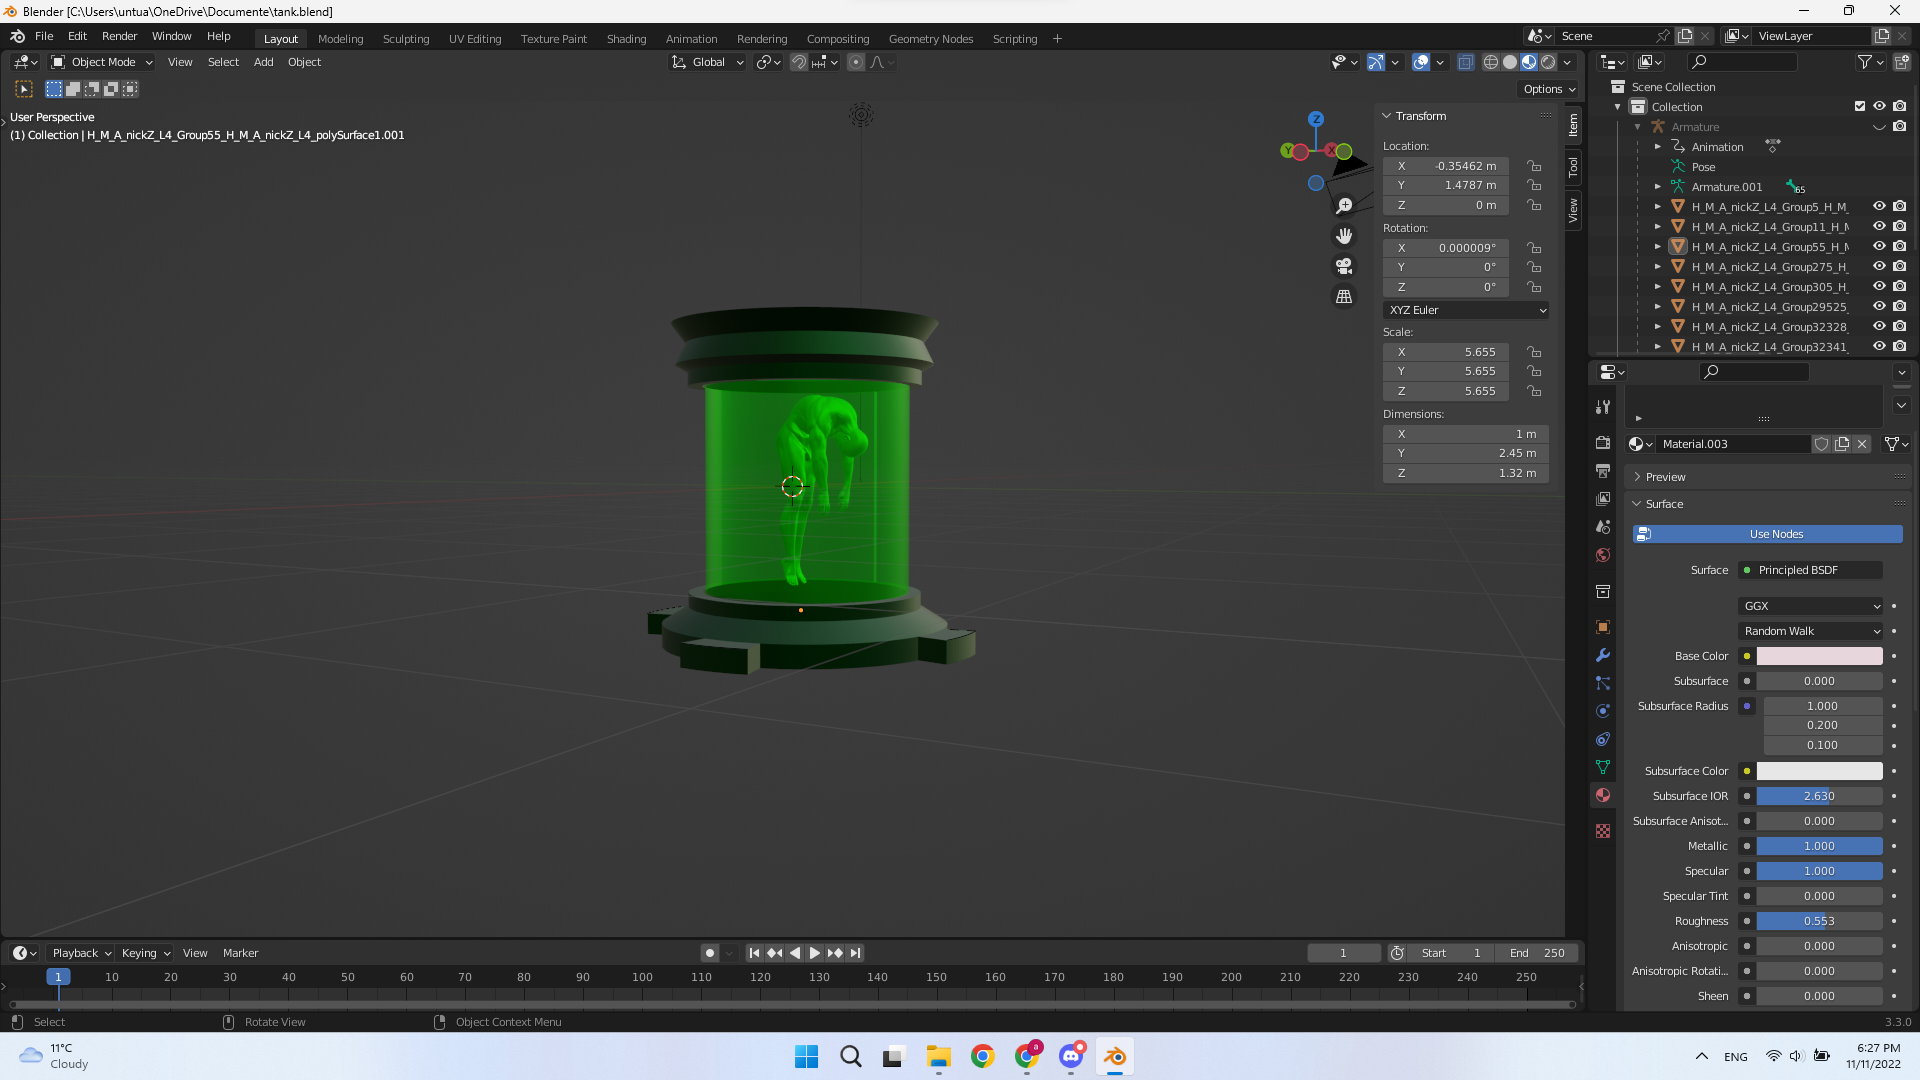 Blender [C:\Users\untua\OneDrive\Documente\tank.blend]
File Edit Render Window Help Layout Modeling Sculpting UV Editing Texture Paint Shading Animation Rendering Compositing Geometry Nodes Scripting + Scene ViewLayer
Object Mode View Select Add Object Global
Options
User Perspective
(1) Collection | H_M_A_nickZ_L4_Group55_H_M_A_nickZ_L4_polySurface1.001
Z
Y
X
Transform
Location:
X -0.35462 m
Y 1.4787 m
Z 0 m
Rotation:
X 0.000009°
Y 0°
Z 0°
XYZ Euler
Scale:
X 5.655
Y 5.655
Z 5.655
Dimensions:
X 1 m
Y 2.45 m
Z 1.32 m
Item
Tool
View
Scene Collection
Collection
Armature
Animation
Pose
Armature.001 65
H_M_A_nickZ_L4_Group5_H_M_
H_M_A_nickZ_L4_Group11_H_M
H_M_A_nickZ_L4_Group55_H_M
H_M_A_nickZ_L4_Group275_H_
H_M_A_nickZ_L4_Group305_H_
H_M_A_nickZ_L4_Group29525_
H_M_A_nickZ_L4_Group32328_
H_M_A_nickZ_L4_Group32341_
Material.003
Preview
Surface
Use Nodes
Surface Principled BSDF
GGX
Random Walk
Base Color
Subsurface 0.000
Subsurface Radius 1.000
0.200
0.100
Subsurface Color
Subsurface IOR 2.630
Subsurface Anisot... 0.000
Metallic 1.000
Specular 1.000
Specular Tint 0.000
Roughness 0.553
Anisotropic 0.000
Anisotropic Rotati... 0.000
Sheen 0.000
Playback Keying View Marker 1 Start 1 End 250
1 10 20 30 40 50 60 70 80 90 100 110 120 130 140 150 160 170 180 190 200 210 220 230 240 250
Select Rotate View Object Context Menu 3.3.0
11°C
Cloudy
a
ENG
6:27 PM
11/11/2022